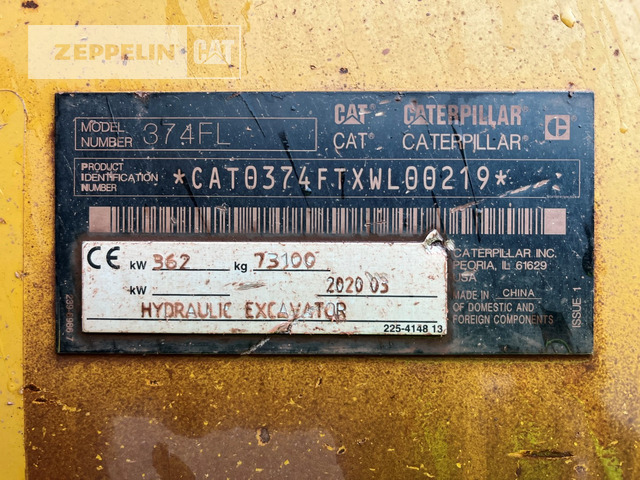 ZEPPELIN CAT
MODEL NUMBER 374FL
CAT CATERPILLAR
CAT® CATERPILLAR®
PRODUCT IDENTIFICATION NUMBER *CAT0374FTXWL00219*
CE kW 362 kg 73100
kW 2020 03
HYDRAULIC EXCAVATOR
225-4148 13
CATERPILLAR INC.
PEORIA, IL 61629
USA
MADE IN CHINA
OF DOMESTIC AND
FOREIGN COMPONENTS
ISSUE 1